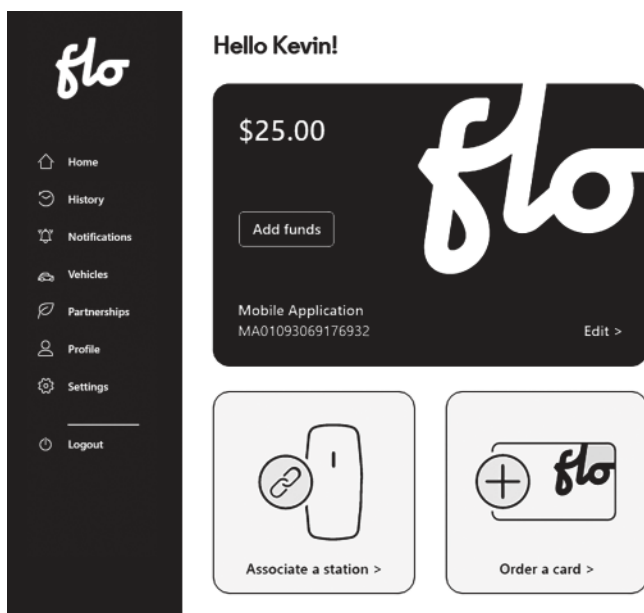 flo
Home
History
Notifications
Vehicles
Partnerships
Profile
Settings
Logout
Hello Kevin!
$25.00
flo
Add funds
Mobile Application
MA01093069176932
Edit >
Associate a station >
flo
Order a card >